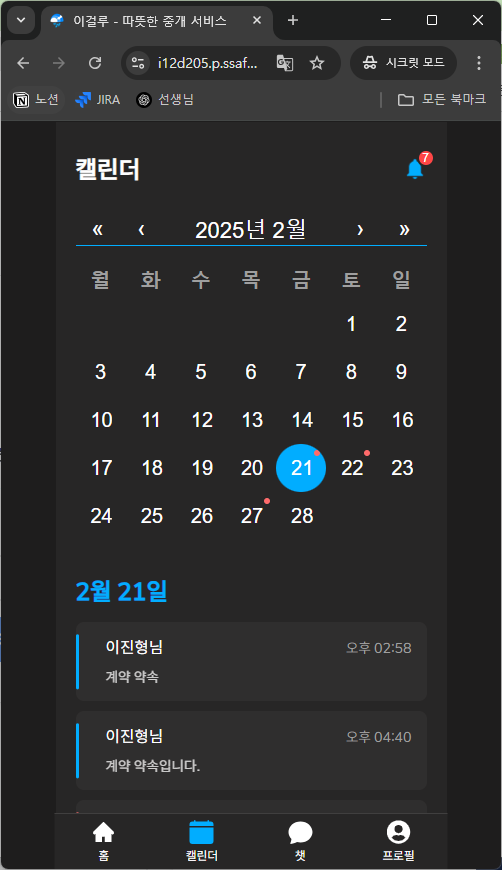 이걸루 - 따뜻한 중개 서비스
i12d205.p.ssaf...
시크릿 모드
노션
JIRA
선생님
모든 북마크
캘린더
7
« ‹ 2025년 2월 › »
월 화 수 목 금 토 일
1 2
3 4 5 6 7 8 9
10 11 12 13 14 15 16
17 18 19 20 21 22 23
24 25 26 27 28
2월 21일
이진형님 오후 02:58
계약 약속
이진형님 오후 04:40
계약 약속입니다.
홈 캘린더 챗 프로필